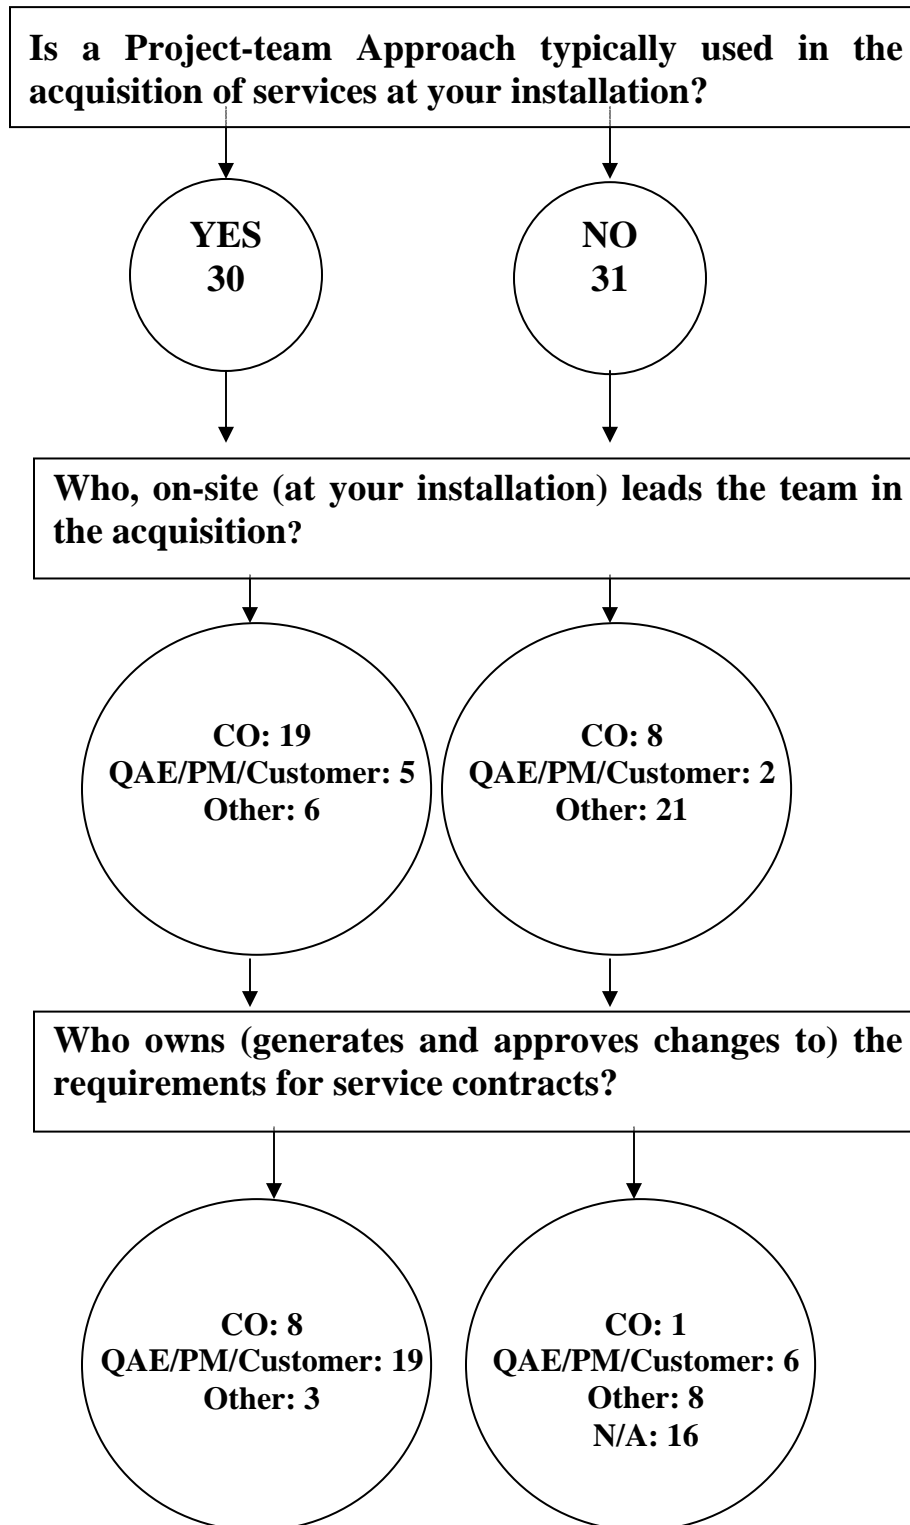 Is a Project-team Approach typically used in the
acquisition of services at your installation?
YES
30
NO
31
Who, on-site (at your installation) leads the team in
the acquisition?
CO: 19
QAE/PM/Customer: 5
Other: 6
CO: 8
QAE/PM/Customer: 2
Other: 21
Who owns (generates and approves changes to) the
requirements for service contracts?
CO: 8
QAE/PM/Customer: 19
Other: 3
CO: 1
QAE/PM/Customer: 6
Other: 8
N/A: 16